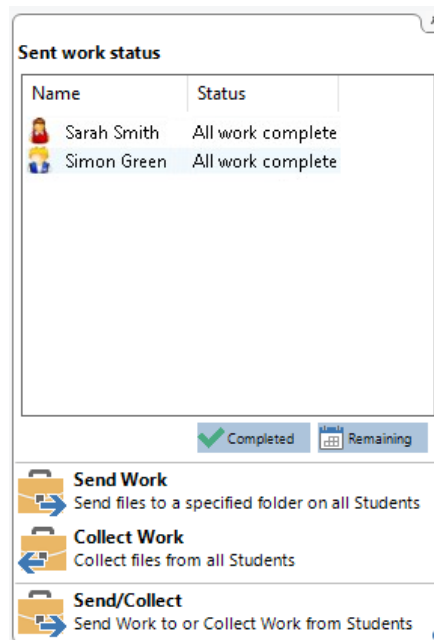 Sent work status
Name Status
Sarah Smith All work complete
Simon Green All work complete
Completed Remaining
Send Work
Send files to a specified folder on all Students
Collect Work
Collect files from all Students
Send/Collect
Send Work to or Collect Work from Students